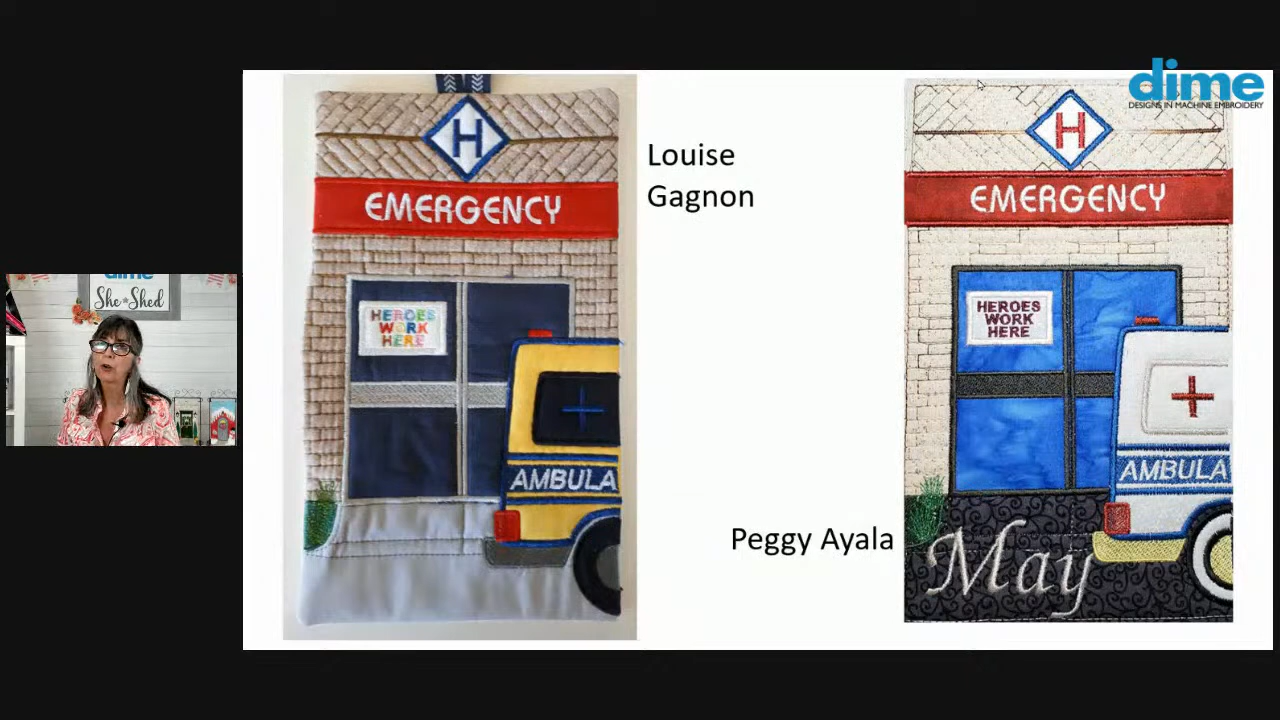 dime
DESIGNS IN MACHINE EMBROIDERY
H
EMERGENCY
HEROES
WORK
HERE
AMBULA
Louise
Gagnon
Peggy Ayala
H
EMERGENCY
HEROES
WORK
HERE
AMBULA
May
dime
She Shed